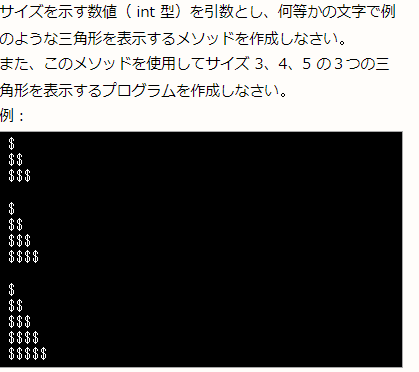 サイズを示す数値（ int 型）を引数とし、何等かの文字で例
のような三角形を表示するメソッドを作成しなさい。
また、このメソッドを使用してサイズ 3、4、5 の３つの三
角形を表示するプログラムを作成しなさい。
例：
$
$$
$$$
$
$$
$$$
$$$$
$
$$
$$$
$$$$
$$$$$